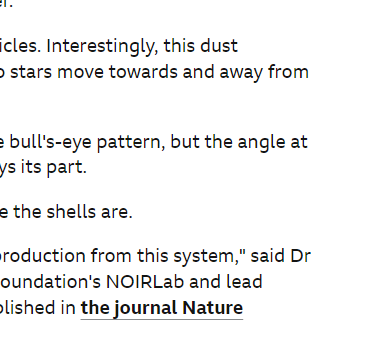 er.
icles. Interestingly, this dust
o stars move towards and away from
e bull's-eye pattern, but the angle at
ys its part.
e the shells are.
production from this system," said Dr
oundation's NOIRLab and lead
olished in the journal Nature